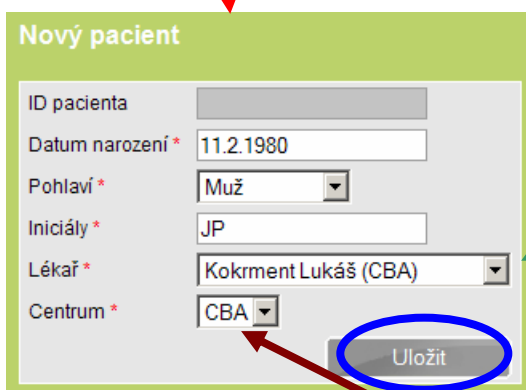 Nový pacient
ID pacienta
Datum narození * 11.2.1980
Pohlaví * Muž
Iniciály * JP
Lékař * Kokrment Lukáš (CBA)
Centrum * CBA
Uložit